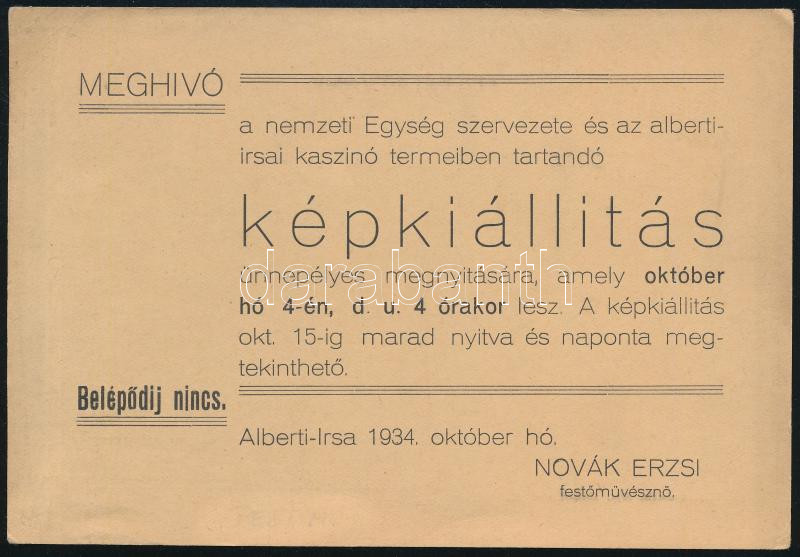 MEGHIVÓ
a nemzeti Egység szervezete és az alberti-
irsai kaszinó termeiben tartandó
képkiállitás
ünnepélyes megnyitására, amely október
hó 4-én, d. u. 4 órakor lesz. A képkiállitás
okt. 15-ig marad nyitva és naponta meg-
tekinthető.
Belépődij nincs.
Alberti-Irsa 1934. október hó.
NOVÁK ERZSI
festőmüvésznő.
darabanth